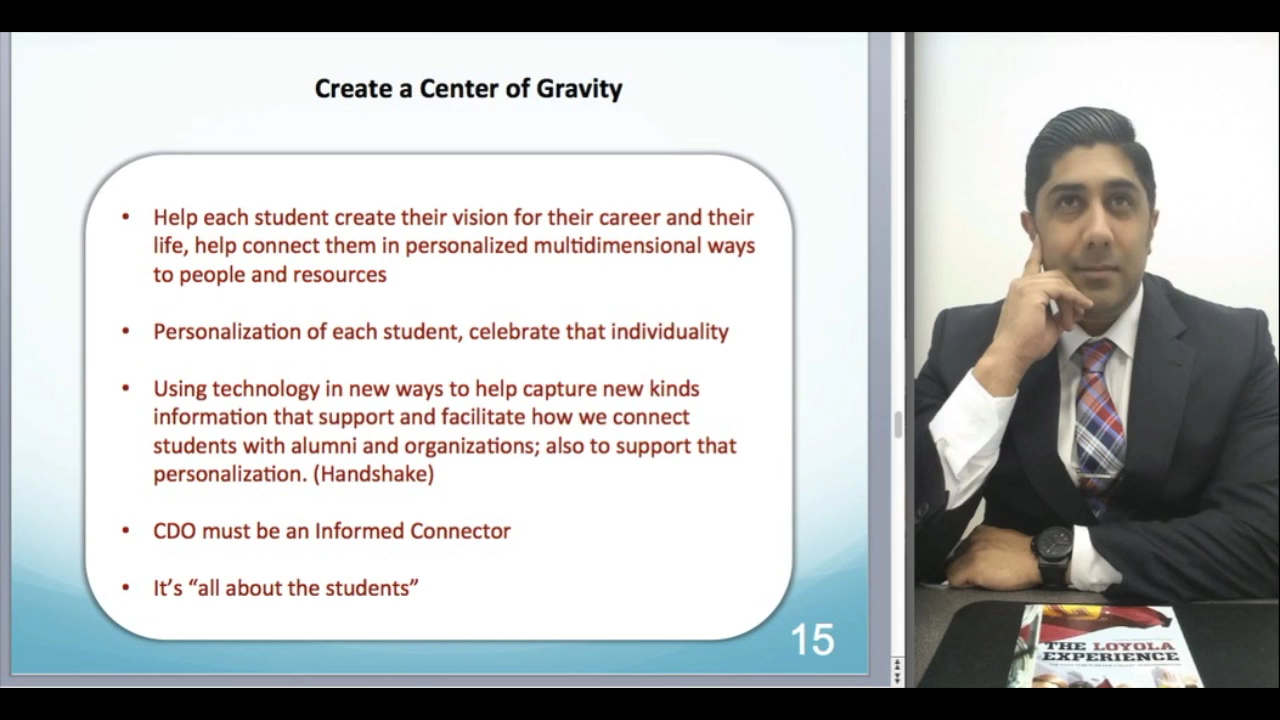 Create a Center of Gravity
• Help each student create their vision for their career and their
life, help connect them in personalized multidimensional ways
to people and resources
• Personalization of each student, celebrate that individuality
• Using technology in new ways to help capture new kinds
information that support and facilitate how we connect
students with alumni and organizations; also to support that
personalization. (Handshake)
• CDO must be an Informed Connector
• It’s “all about the students”
15
THE LOYOLA
EXPERIENCE